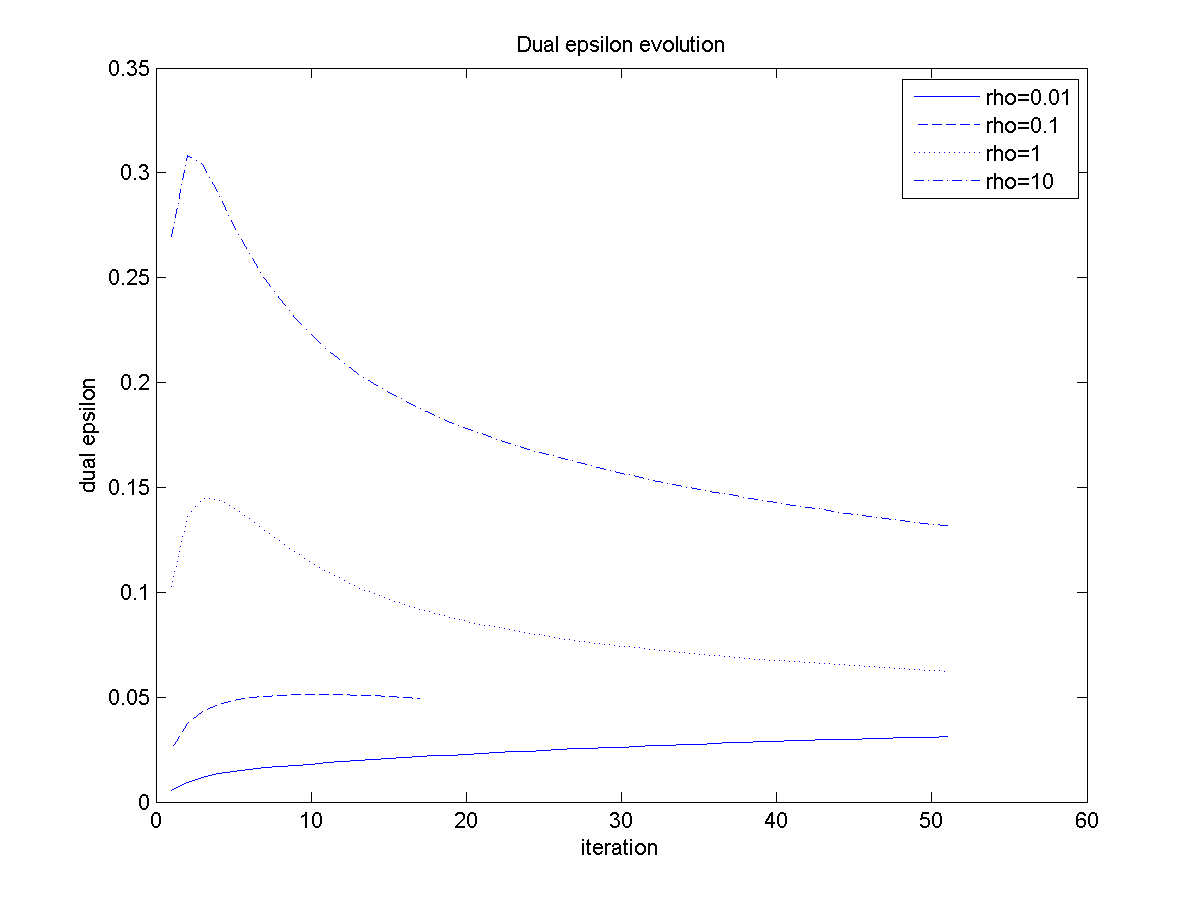 Dual epsilon evolution
rho=0.01
rho=0.1
rho=1
rho=10
dual epsilon
0.35
0.3
0.25
0.2
0.15
0.1
0.05
0
0 10 20 30 40 50 60
iteration